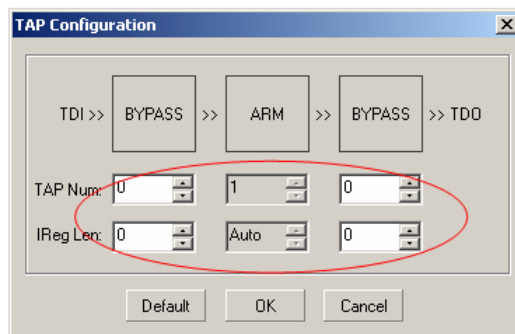 TAP Configuration
TDI >> BYPASS >> ARM >> BYPASS >> TDO
TAP Num: 0 1 0
IReg Len: 0 Auto 0
Default OK Cancel